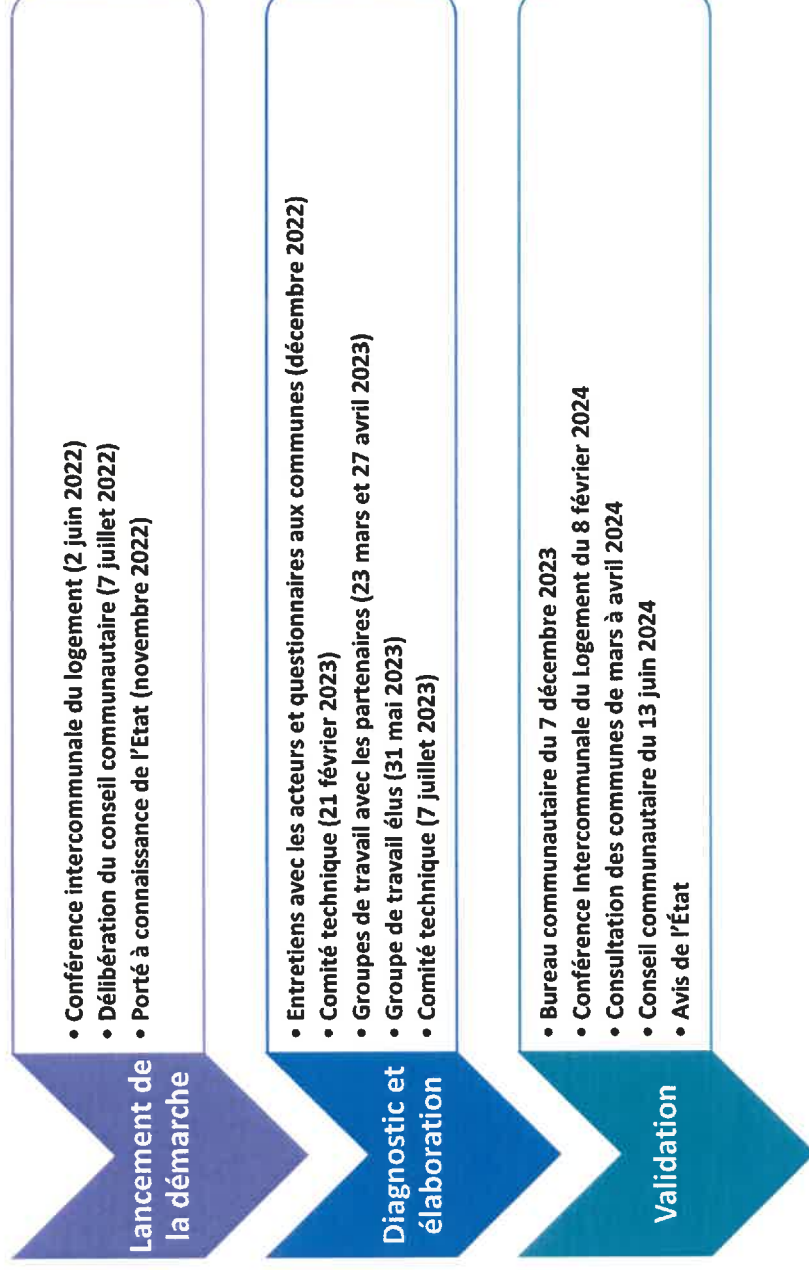 Lancement de
la démarche
• Conférence intercommunale du logement (2 juin 2022)
• Délibération du conseil communautaire (7 juillet 2022)
• Porté à connaissance de l'Etat (novembre 2022)
Diagnostic et
élaboration
• Entretiens avec les acteurs et questionnaires aux communes (décembre 2022)
• Comité technique (21 février 2023)
• Groupes de travail avec les partenaires (23 mars et 27 avril 2023)
• Groupe de travail élus (31 mai 2023)
• Comité technique (7 juillet 2023)
Validation
• Bureau communautaire du 7 décembre 2023
• Conférence Intercommunale du Logement du 8 février 2024
• Consultation des communes de mars à avril 2024
• Conseil communautaire du 13 juin 2024
• Avis de l'État